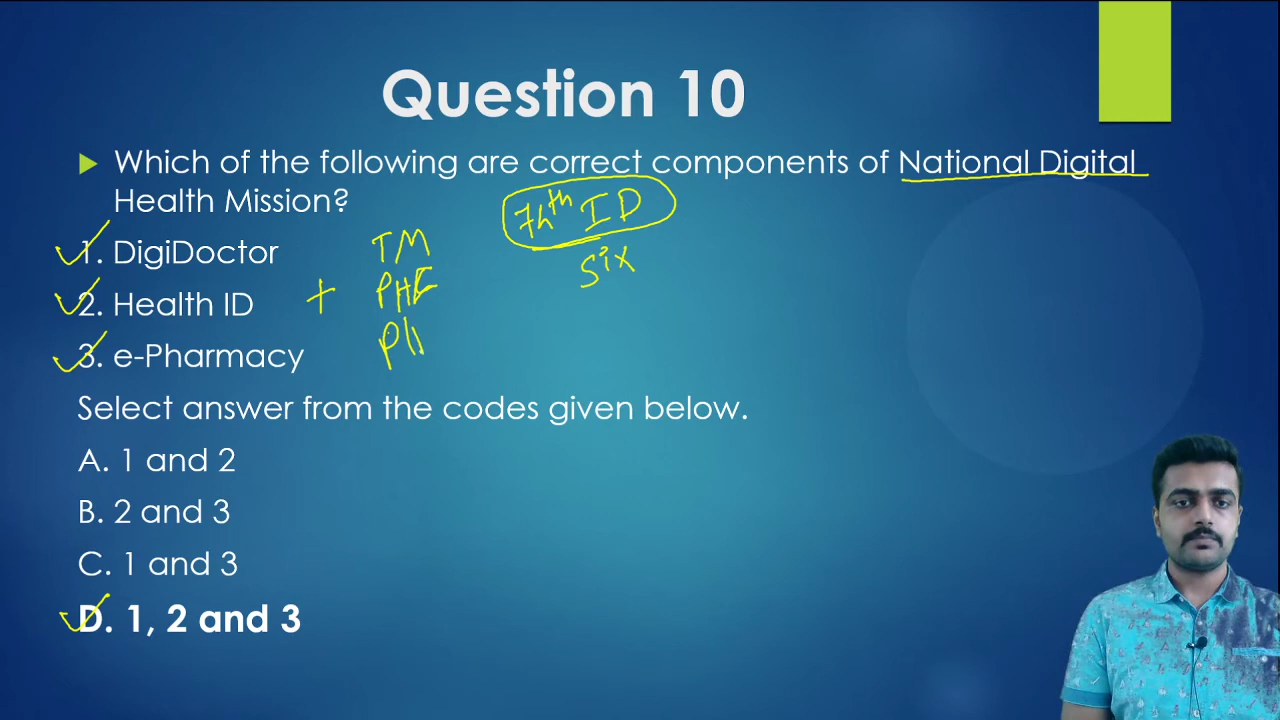 Question 10
Which of the following are correct components of National Digital
Health Mission?
1. DigiDoctor
2. Health ID
3. e-Pharmacy
TM
+ PHE
74th ID
six
Select answer from the codes given below.
A. 1 and 2
B. 2 and 3
C. 1 and 3
D. 1, 2 and 3